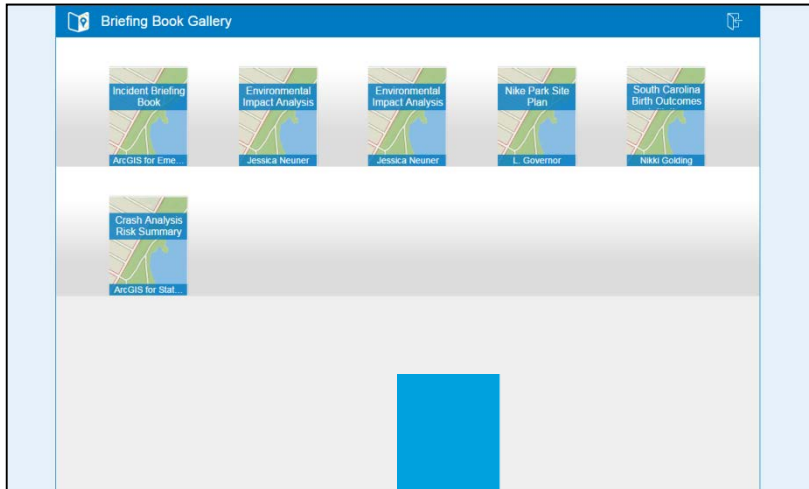 Briefing Book Gallery
Incident Briefing
Book
ArcGIS for Eme...
Environmental
Impact Analysis
Jessica Neuner
Environmental
Impact Analysis
Jessica Neuner
Nike Park Site
Plan
L. Governor
South Carolina
Birth Outcomes
Nikki Golding
Crash Analysis
Risk Summary
ArcGIS for Stat...